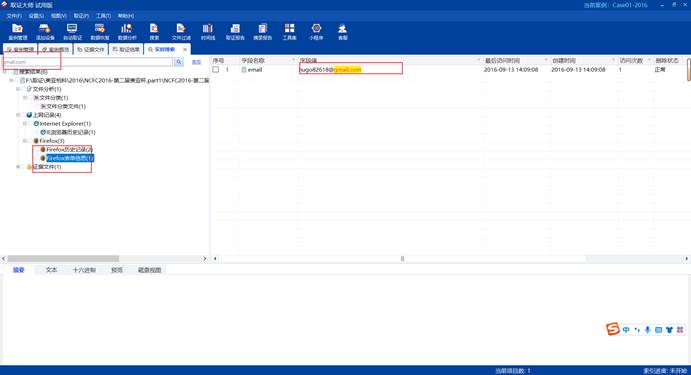 取证大师 试用版
当前案例：Case01-2016
文件(F) 设置(S) 视图(V) 取证(P) 工具(T) 帮助(H)
案例管理 添加设备 自动取证 数据恢复 数据分析 搜索 文件过滤 时间线 取证报告 摘录报告 工具集 小程序 客服
案例管理 案例概览 证据文件 取证结果 实时搜索
gmail.com
搜索结果(6)
F:\取证\美亚柏科\2016\NCFC2016-第二届美亚杯.part1\NCFC2016-第二届
文件分析(1)
文件分类(1)
文件分类文件(1)
上网记录(4)
Internet Explorer(1)
IE浏览器历史记录(1)
Firefox(3)
Firefox历史记录(2)
Firefox表单信息(1)
证据文件(1)
序号 字段名称 字段值 最后访问时间 创建时间 访问次数 删除状态
1 email hugo82618@gmail.com 2016-09-13 14:09:08 2016-09-13 14:09:08 1 正常
摘要 文本 十六进制 预览 磁盘视图
中
当前项目数: 1
索引进度: 未开始